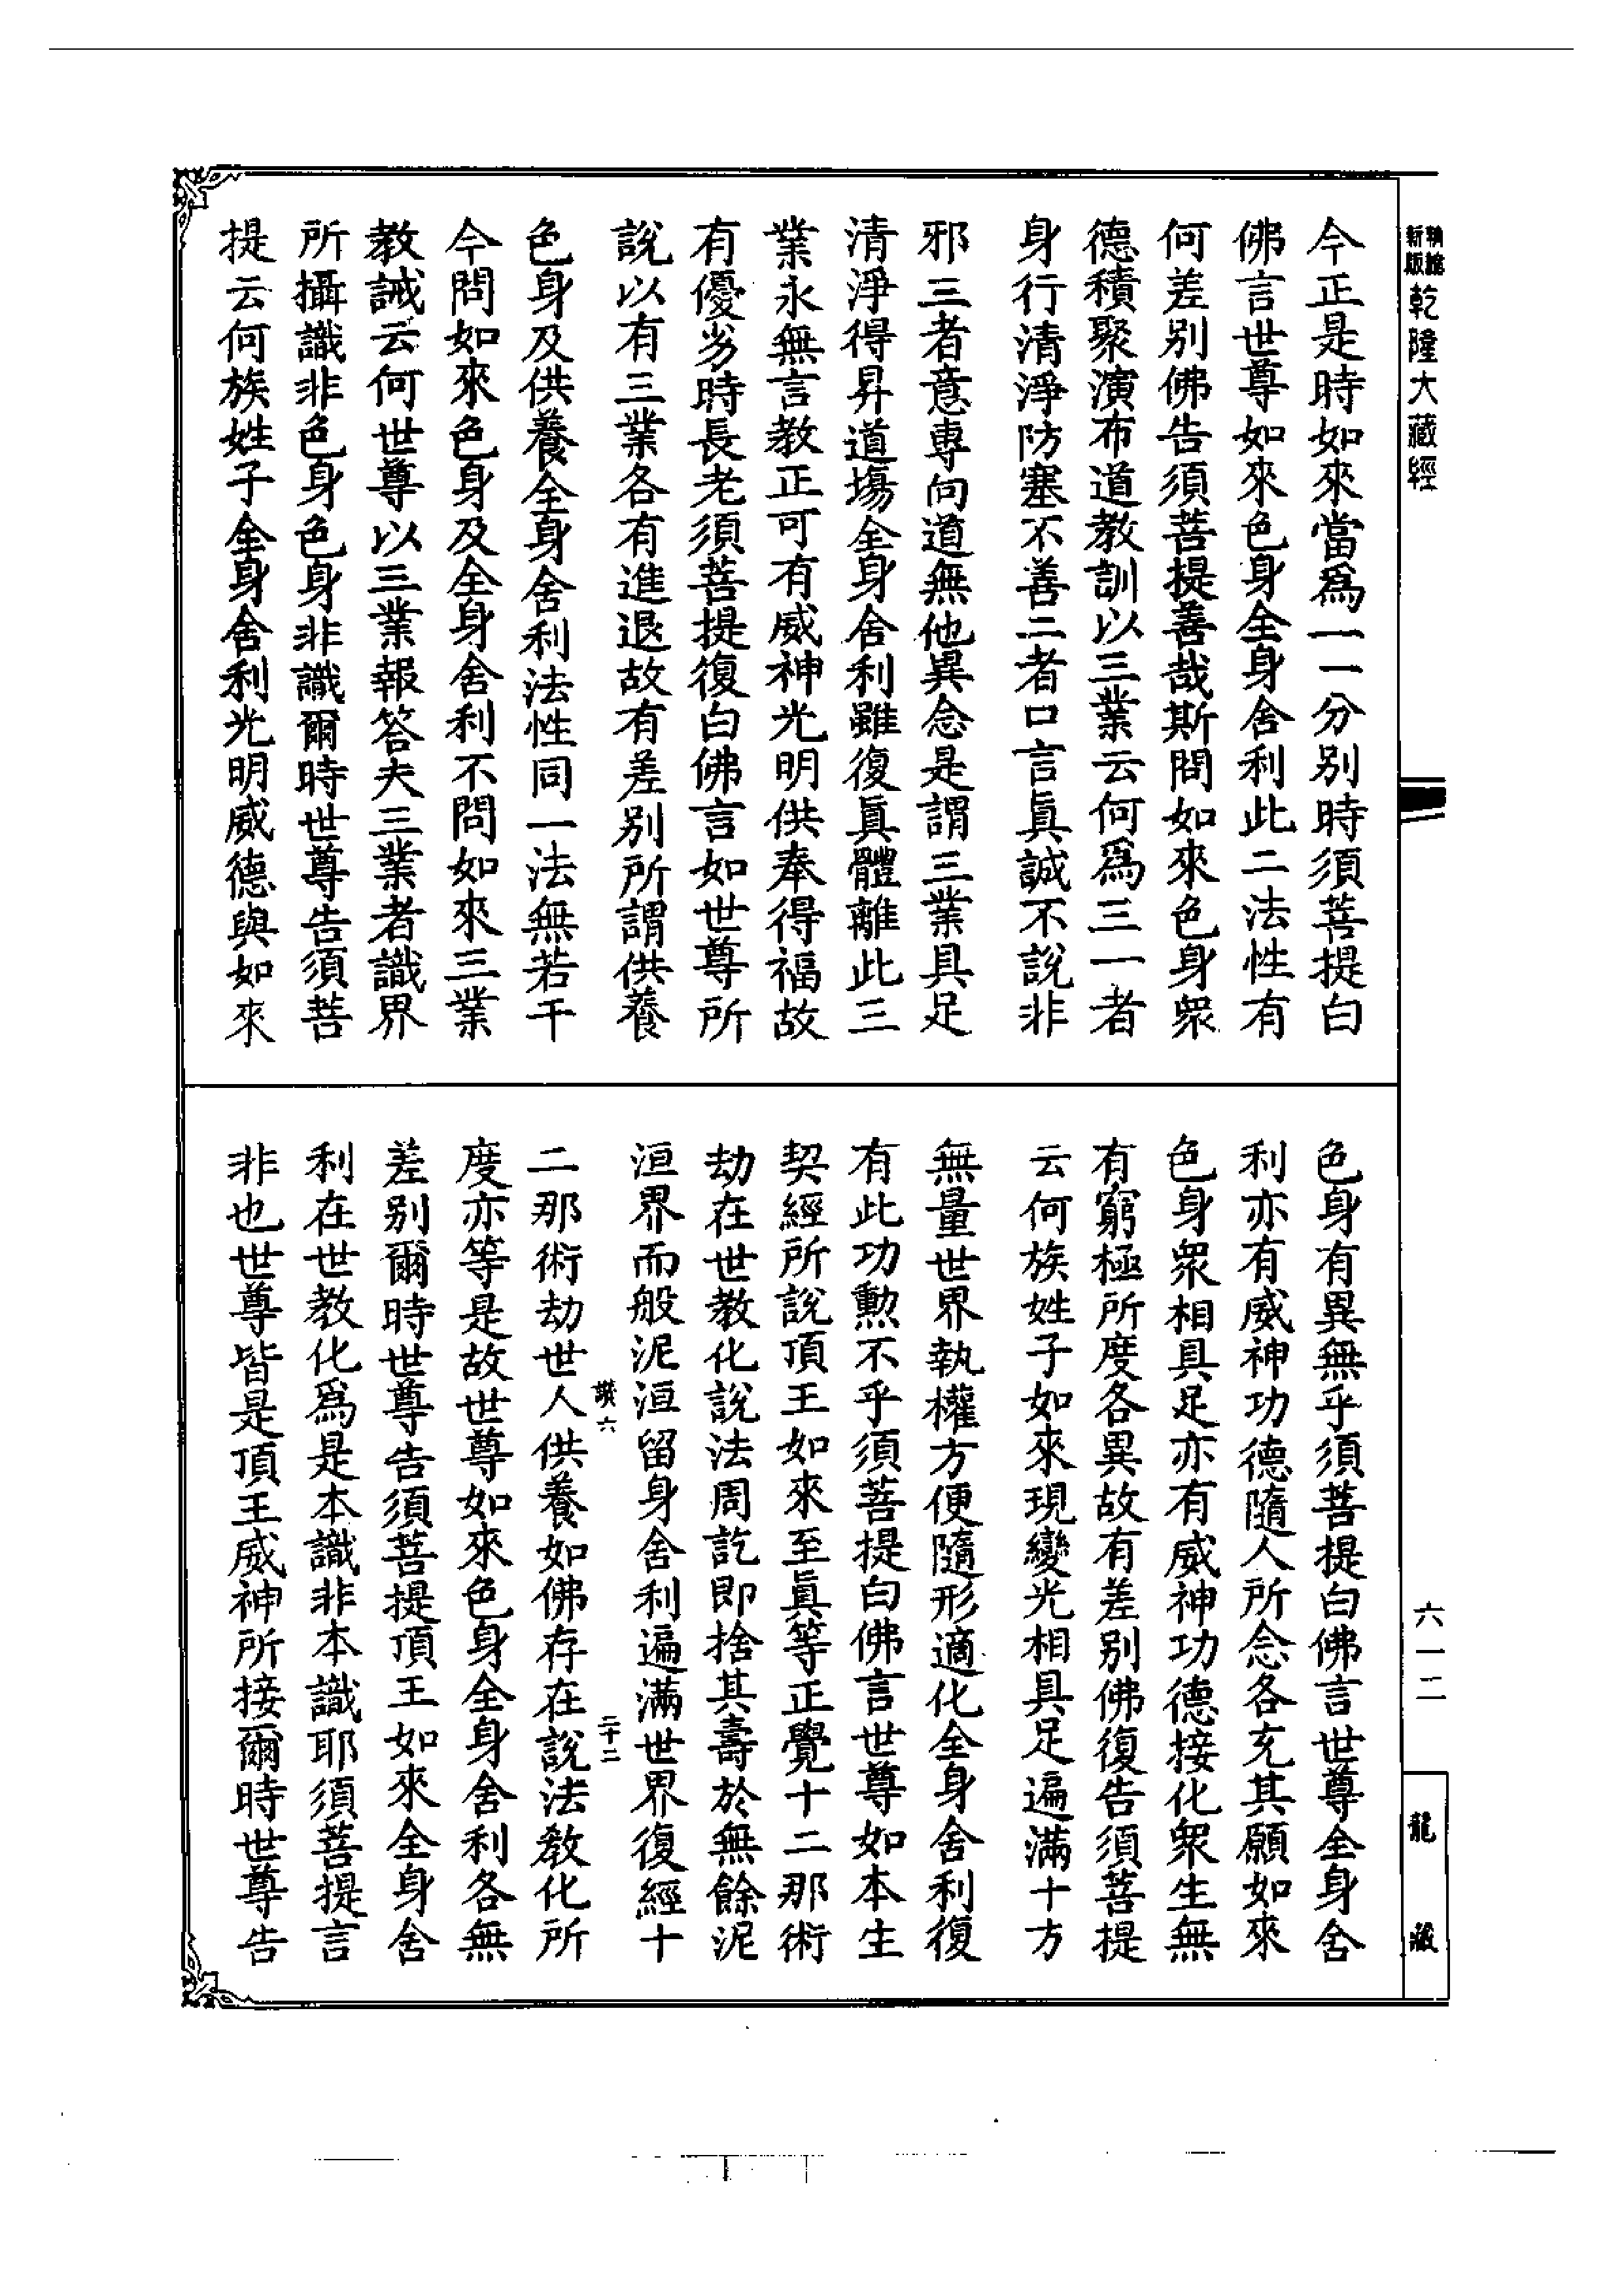 新版
乾隆大藏經
今正是時如來當爲一一分別時須菩提白
佛言世尊如來色身全身舍利此二法性有
何差別佛告須菩提善哉斯問如來色身衆
德積聚演布道教訓以三業云何爲三一者
身行清淨防塞不善二者口言眞誠不說非
邪三者意專向道無他異念是謂三業具足
清淨得昇道場全身舍利雖復眞體離此三
業永無言教正可有威神光明供奉得福故
有優劣時長老須菩提復白佛言如世尊所
說以有三業各有進退故有差別所謂供養
色身及供養全身舍利法性同一法無若干
今問如來色身及全身舍利不問如來三業
教誡云何世尊以三業報答夫三業者識界
所攝識非色身色身非識爾時世尊告須菩
提云何族姓子全身舍利光明威德與如來
色身有異無乎須菩提白佛言世尊全身舍
利亦有威神功德隨人所念各充其願如來
色身衆相具足亦有威神功德接化衆生無
有窮極所度各異故有差別佛復告須菩提
云何族姓子如來現變光相具足遍滿十方
無量世界執權方便隨形適化全身舍利復
有此功勲不乎須菩提白佛言世尊如本生
契經所說頂王如來至眞等正覺十二那術
劫在世教化說法周訖即捨其壽於無餘泥
洹界而般泥洹留身舍利遍滿世界復經十
二那術劫世人供養如佛存在說法教化所
度亦等是故世尊如來色身全身舍利各無
差別爾時世尊告須菩提頂王如來全身舍
利在世教化爲是本識非本識耶須菩提言
非也世尊皆是頂王威神所接爾時世尊告
六 二十二
六一二
龍藏